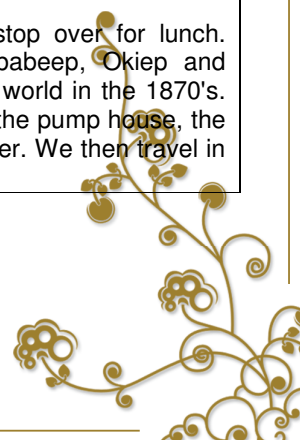 stop over for lunch.
babeep, Okiep and
world in the 1870's.
the pump house, the
er. We then travel in